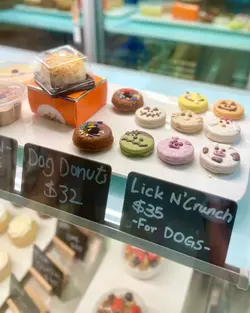 Dog Donuts
$32
Lick N'Crunch
$35
-For DOGS-